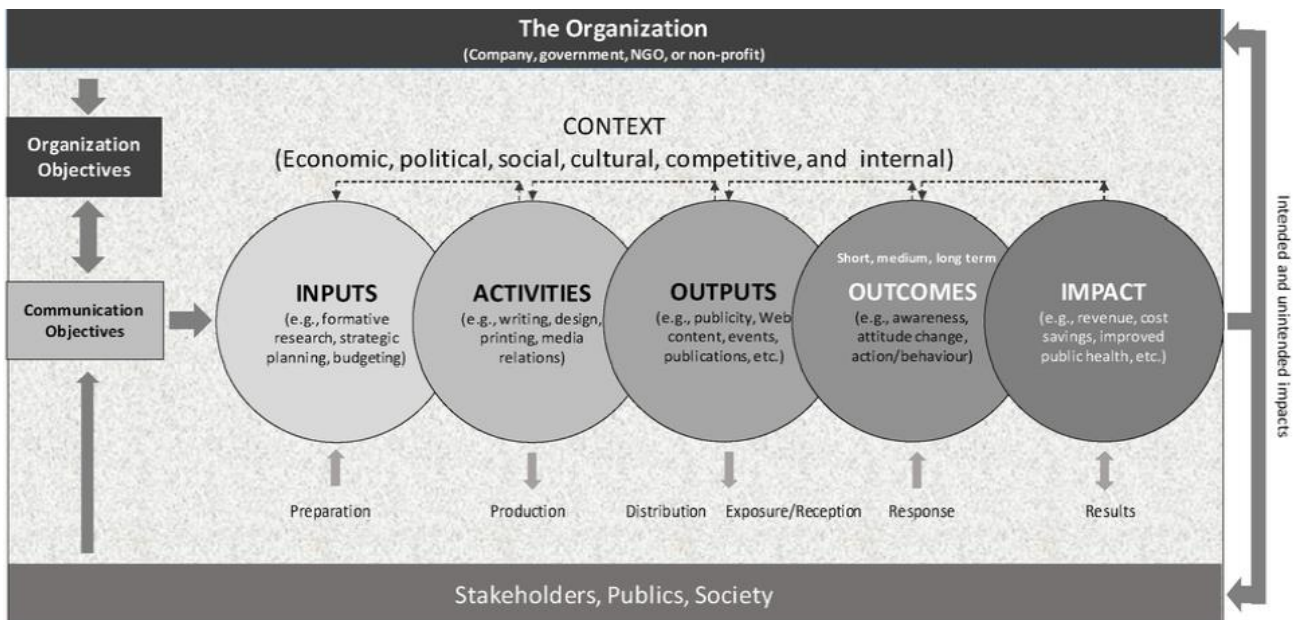 The Organization
(Company, government, NGO, or non-profit)
Organization
Objectives
CONTEXT
(Economic, political, social, cultural, competitive, and internal)
Communication
Objectives
INPUTS
(e.g., formative
research, strategic
planning, budgeting)
ACTIVITIES
(e.g., writing, design,
printing, media
relations)
OUTPUTS
(e.g., publicity, Web
content, events,
publications, etc.)
Short, medium, long term
OUTCOMES
(e.g., awareness,
attitude change,
action/behaviour)
IMPACT
(e.g., revenue, cost
savings, improved
public health, etc.)
Intended and unintended impacts
Preparation
Production
Distribution
Exposure/Reception
Response
Results
Stakeholders, Publics, Society